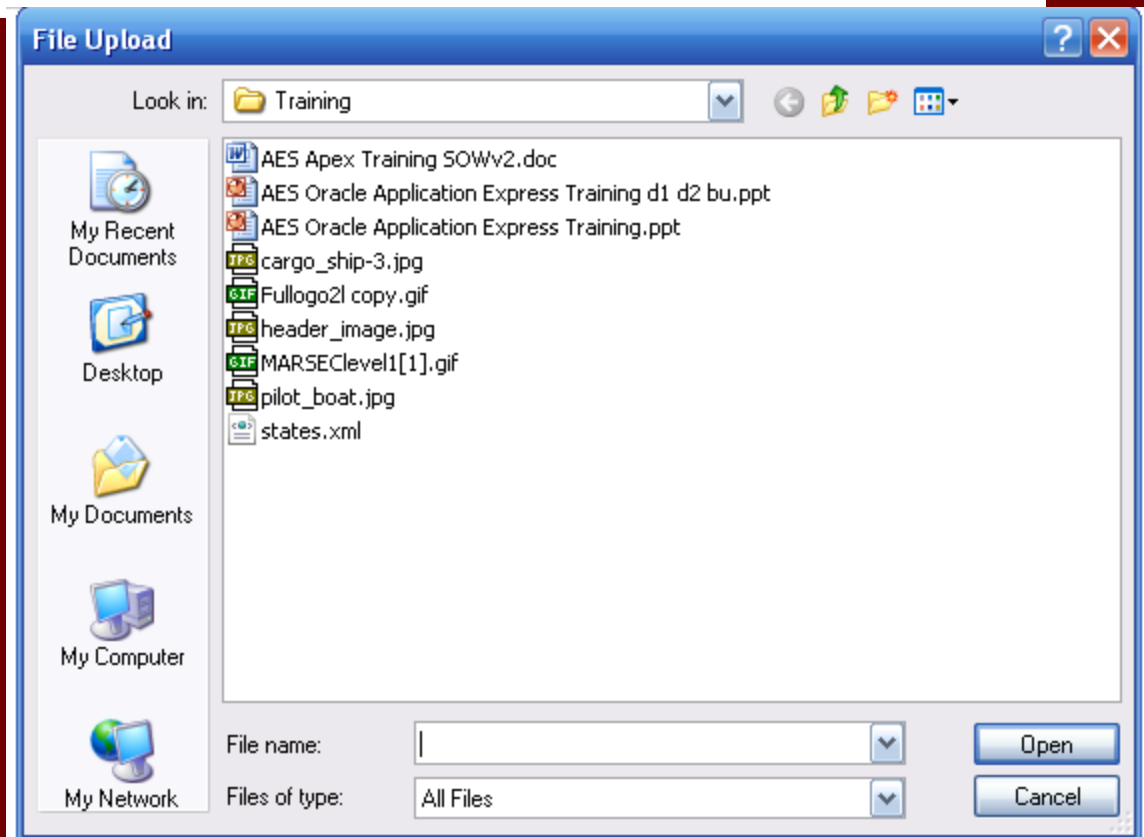 File Upload
Look in:
Training
AES Apex Training SOWv2.doc
AES Oracle Application Express Training d1 d2 bu.ppt
AES Oracle Application Express Training.ppt
cargo_ship-3.jpg
Fullogo2l copy.gif
header_image.jpg
MARSEClevel1[1].gif
pilot_boat.jpg
states.xml
My Recent
Documents
Desktop
My Documents
My Computer
My Network
File name:
Open
Files of type:
All Files
Cancel